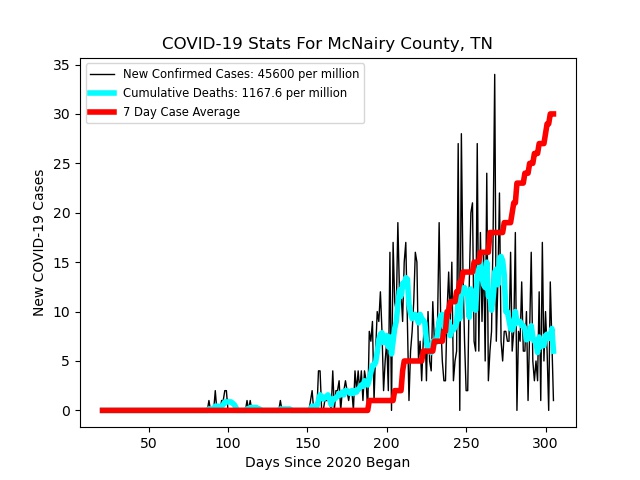 COVID-19 Stats For McNairy County, TN
New Confirmed Cases: 45600 per million
Cumulative Deaths: 1167.6 per million
7 Day Case Average
New COVID-19 Cases
35
30
25
20
15
10
5
0
50
100
150
200
250
300
Days Since 2020 Began